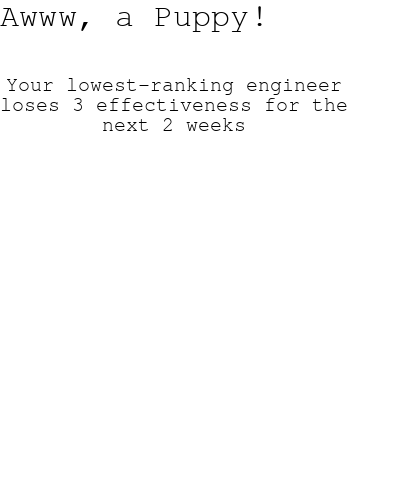 Awww, a Puppy!
Your lowest-ranking engineer
loses 3 effectiveness for the
next 2 weeks